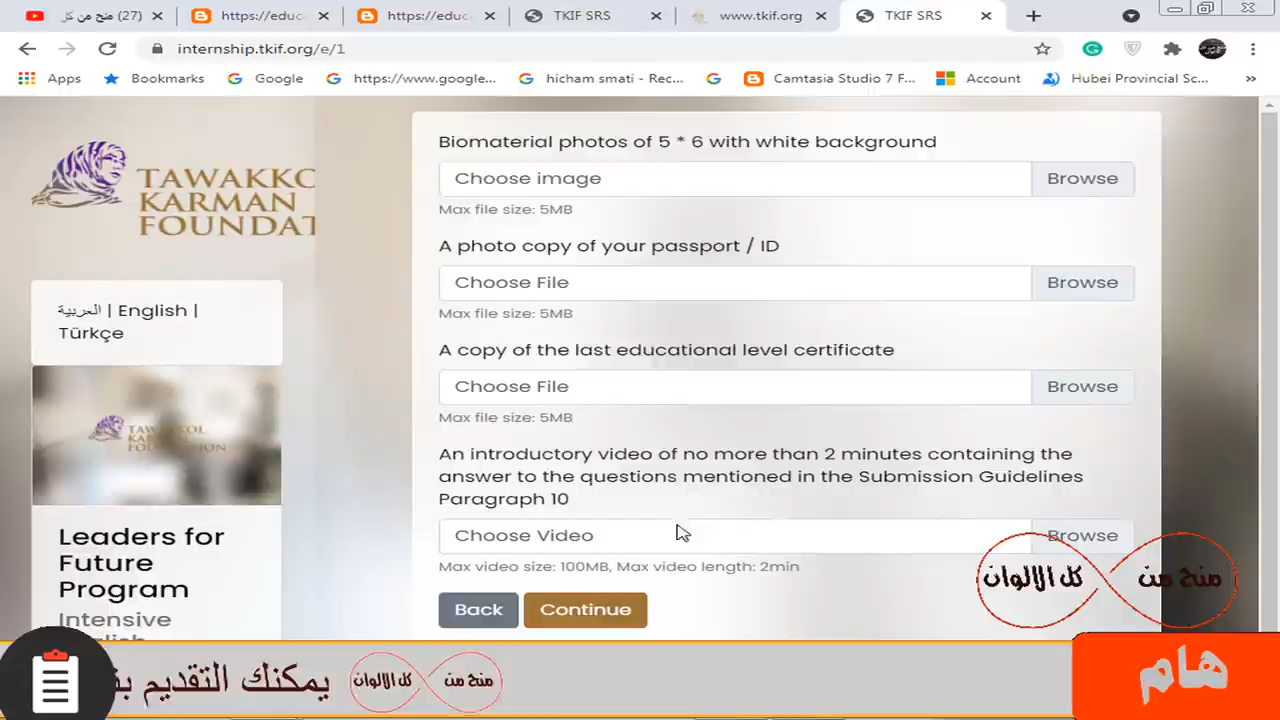 (27) منح من كل
https://educ
https://educ
TKIF SRS
www.tkif.org
TKIF SRS
internship.tkif.org/e/1
Apps
Bookmarks
Google
https://www.google...
hicham smati - Rec...
Camtasia Studio 7 F...
Account
Hubei Provincial Sc...
»
TAWAKKO
KARMAN
FOUNDAT
العربية | English |
Türkçe
TAWAKKOL
KARMAN
FOUNDATION
Leaders for
Future
Program
Intensive
English
Biomaterial photos of 5 * 6 with white background
Choose image
Browse
Max file size: 5MB
A photo copy of your passport / ID
Choose File
Browse
Max file size: 5MB
A copy of the last educational level certificate
Choose File
Browse
Max file size: 5MB
An introductory video of no more than 2 minutes containing the
answer to the questions mentioned in the Submission Guidelines
Paragraph 10
Choose Video
Browse
Max video size: 100MB, Max video length: 2min
Back
Continue
منح من كل الالوان
هام
منح من كل الالوان
يمكنك التقديم